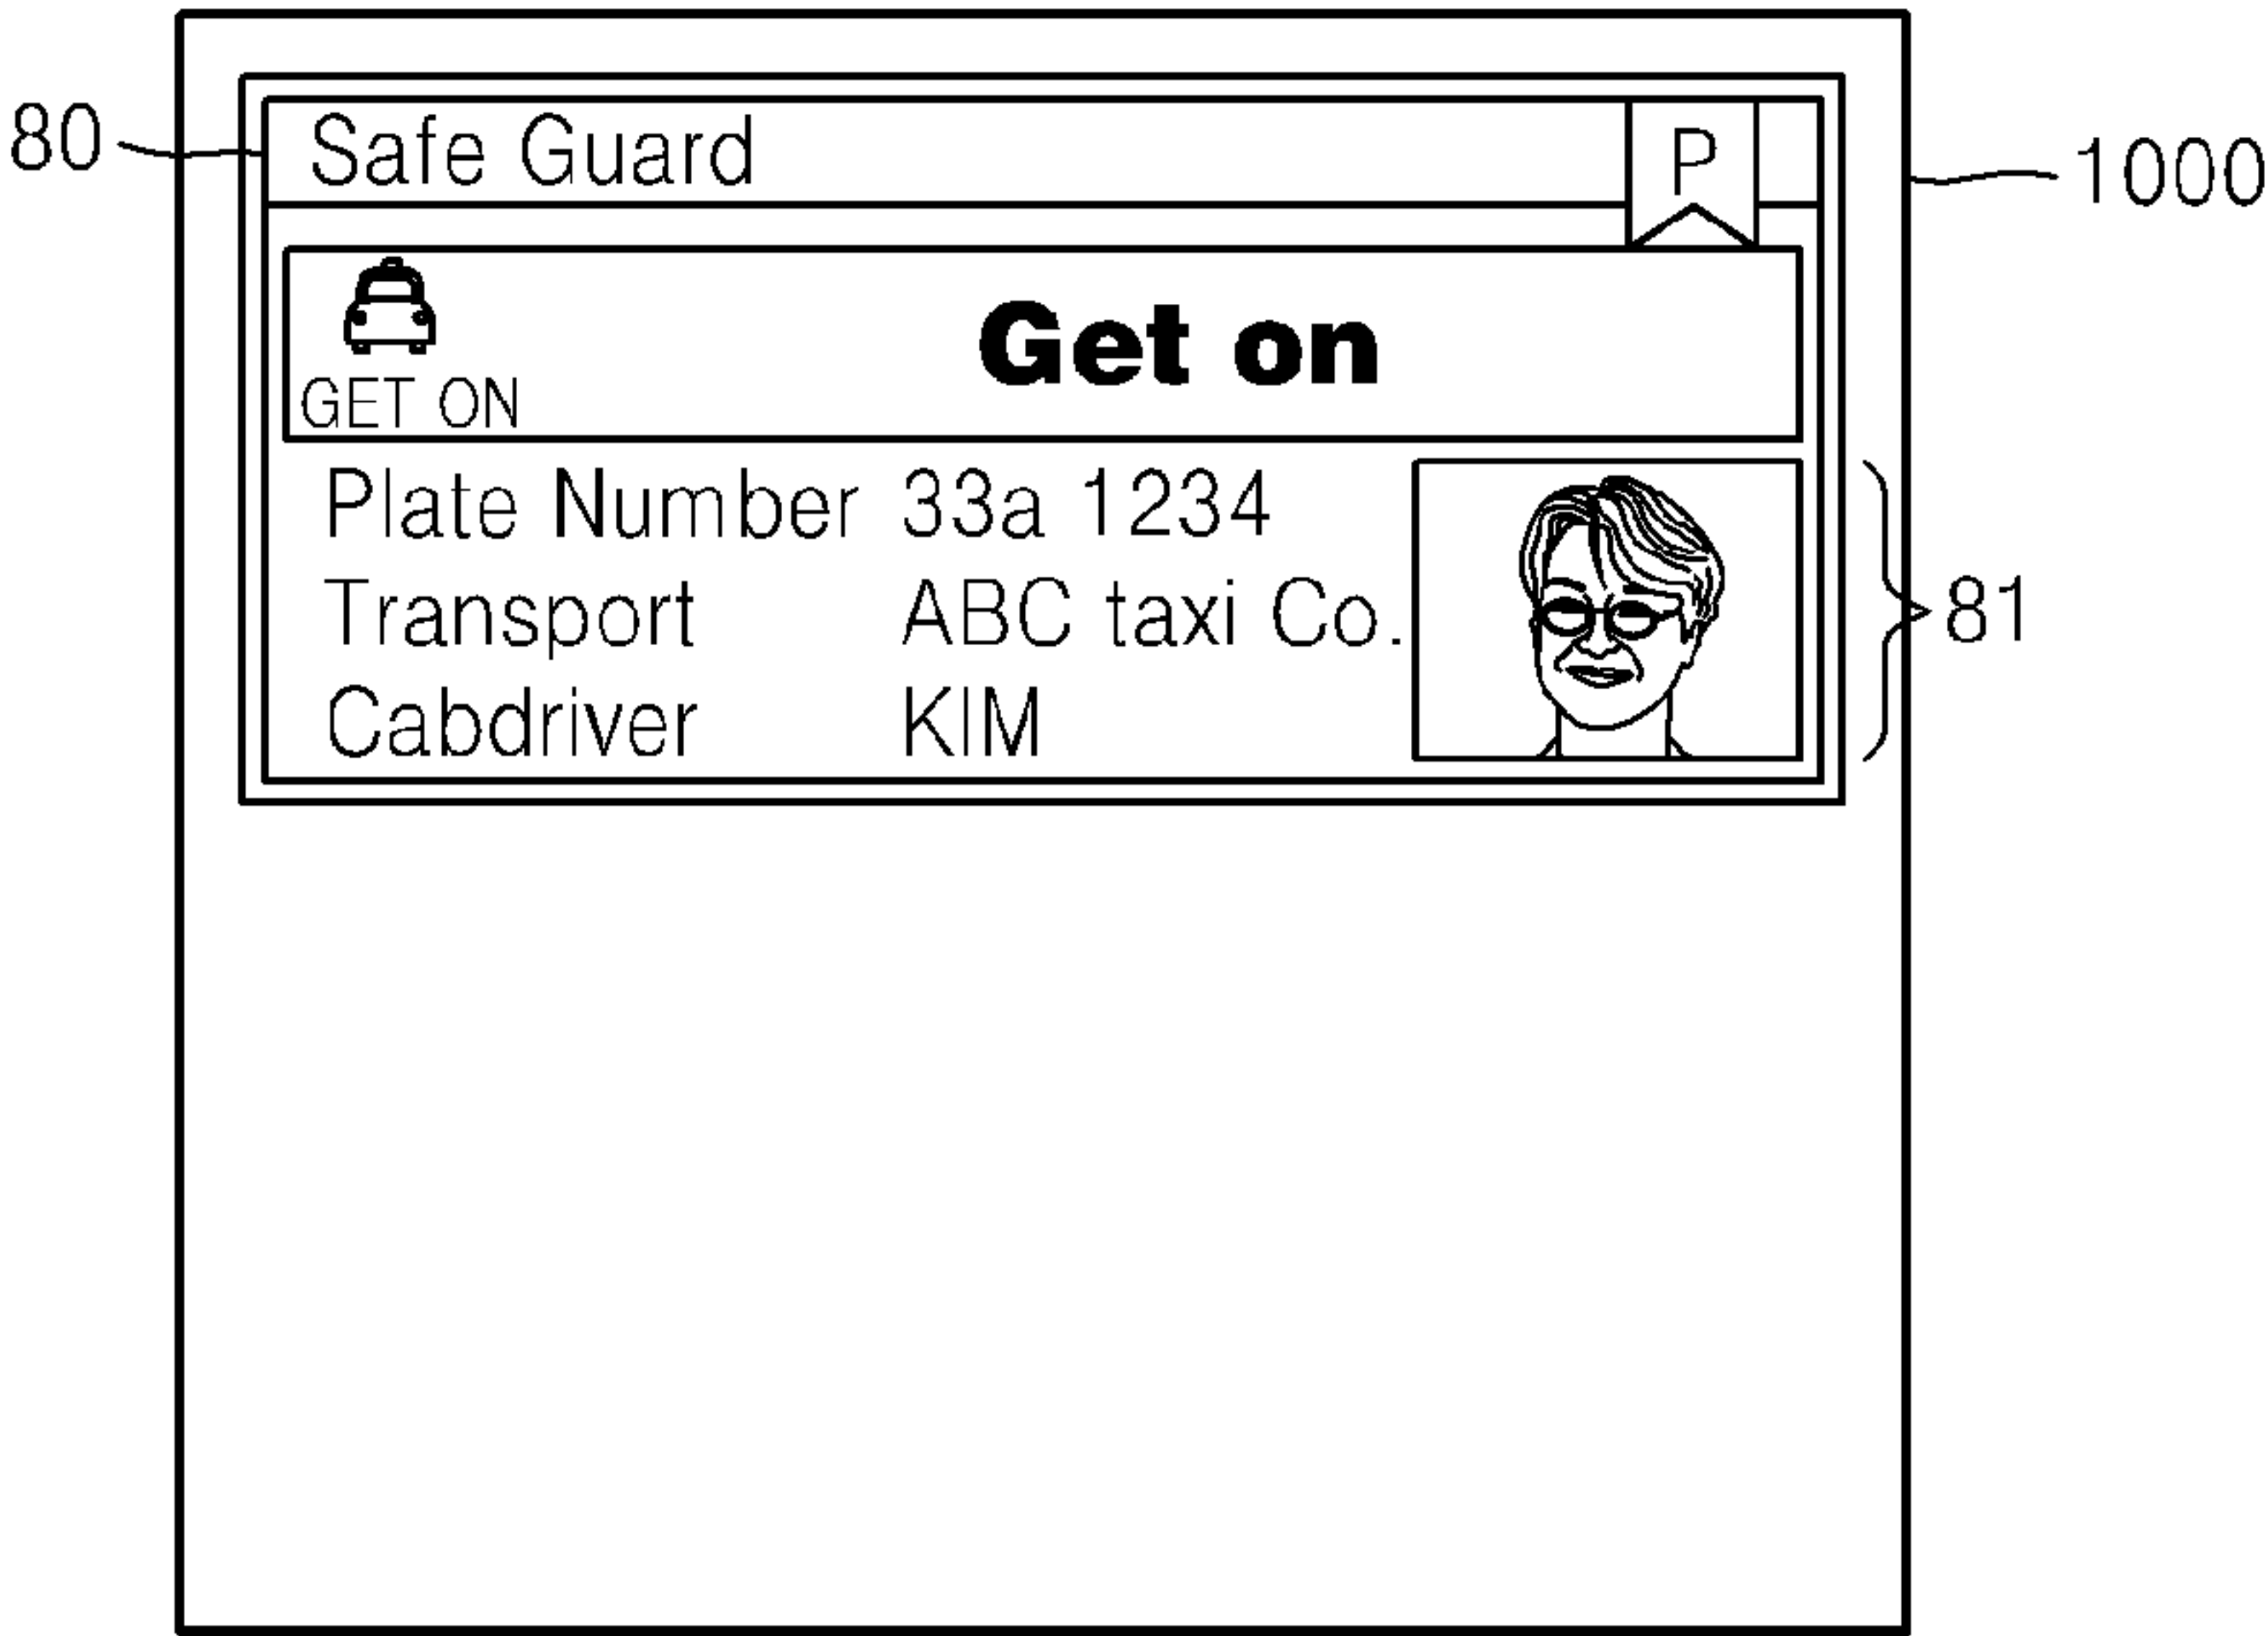 80
Safe Guard
P
1000
Get on
GET ON
Plate Number 33a 1234
Transport ABC taxi Co.
81
Cabdriver KIM